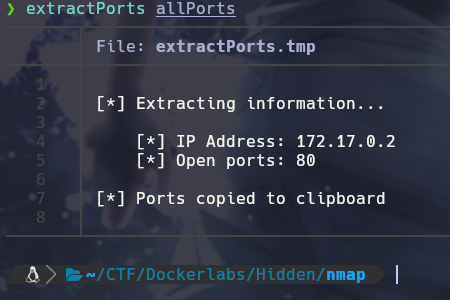 ❯ extractPorts allPorts
File: extractPorts.tmp
1
2 [*] Extracting information...
3
4 [*] IP Address: 172.17.0.2
5 [*] Open ports: 80
6
7 [*] Ports copied to clipboard
8
~/CTF/Dockerlabs/Hidden/nmap